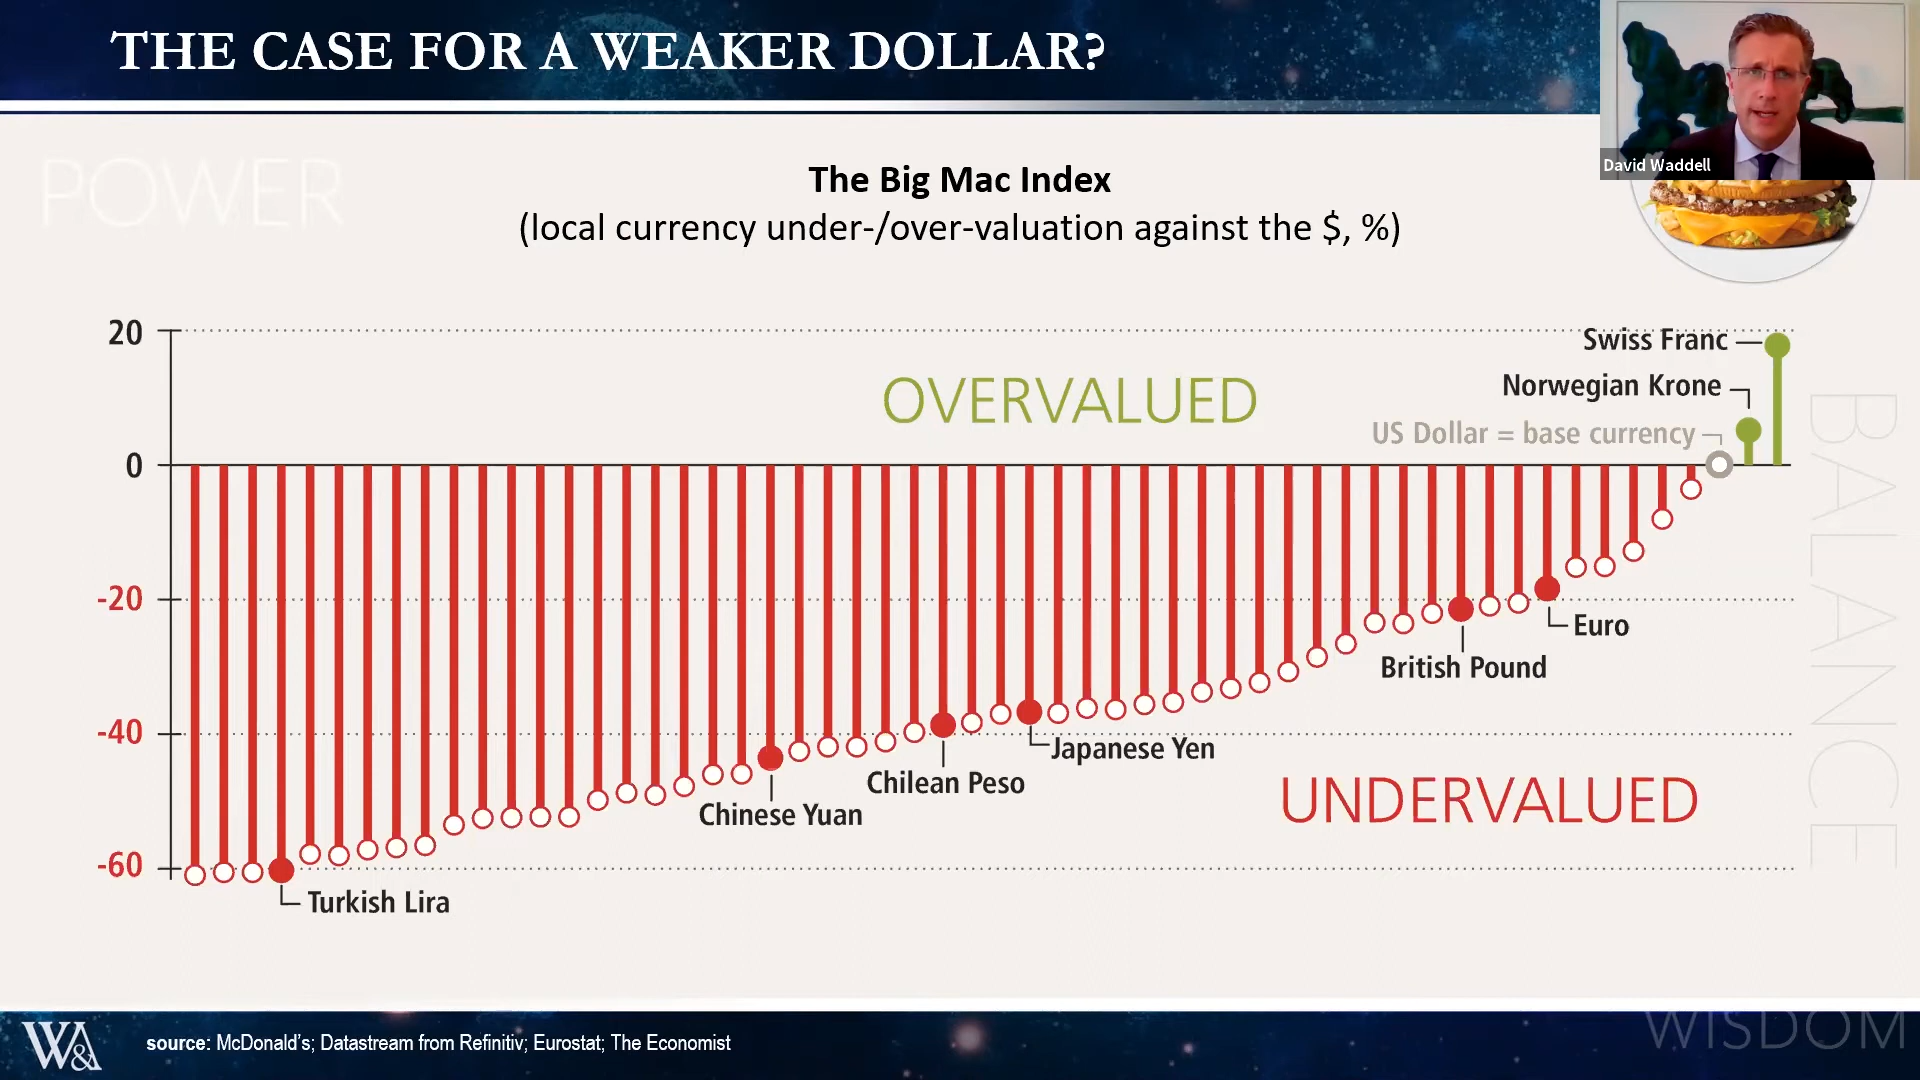 THE CASE FOR A WEAKER DOLLAR?
David Waddell
POWER
The Big Mac Index
(local currency under-/over-valuation against the $, %)
20
0
-20
-40
-60
OVERVALUED
Swiss Franc
Norwegian Krone
US Dollar = base currency
Euro
British Pound
Japanese Yen
Chilean Peso
Chinese Yuan
Turkish Lira
UNDERVALUED
BALANCE
W&A
source: McDonald's; Datastream from Refinitiv; Eurostat; The Economist
WISDOM